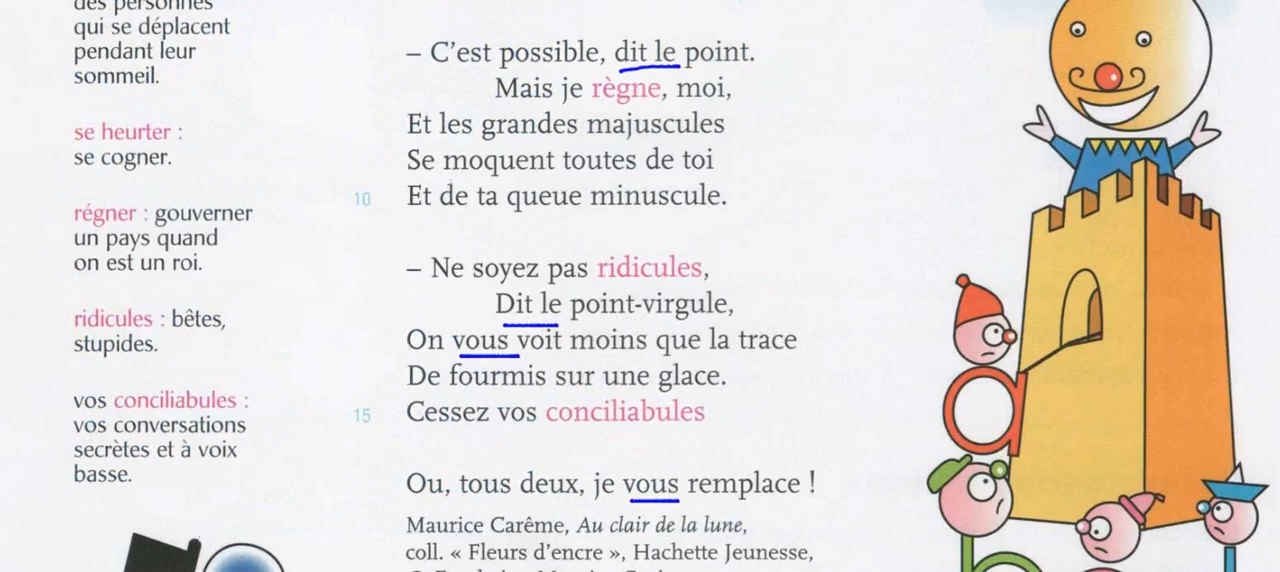 des personnes
qui se déplacent
pendant leur
sommeil.
se heurter :
se cogner.
régner : gouverner
un pays quand
on est un roi.
ridicules : bêtes,
stupides.
vos conciliabules :
vos conversations
secrètes et à voix
basse.
– C'est possible, dit le point.
Mais je règne, moi,
Et les grandes majuscules
Se moquent toutes de toi
10 Et de ta queue minuscule.
– Ne soyez pas ridicules,
Dit le point-virgule,
On vous voit moins que la trace
De fourmis sur une glace.
15 Cessez vos conciliabules
Ou, tous deux, je vous remplace !
Maurice Carême, Au clair de la lune,
coll. « Fleurs d'encre », Hachette Jeunesse,